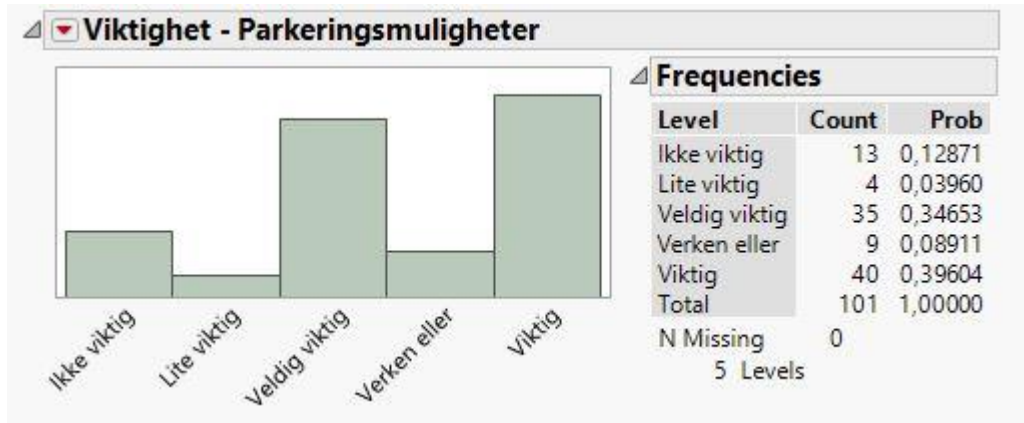 Viktighet - Parkeringsmuligheter
Ikke viktig
Lite viktig
Veldig viktig
Verken eller
Viktig
Frequencies
Level Count Prob
Ikke viktig 13 0,12871
Lite viktig 4 0,03960
Veldig viktig 35 0,34653
Verken eller 9 0,08911
Viktig 40 0,39604
Total 101 1,00000
N Missing 0
5 Levels